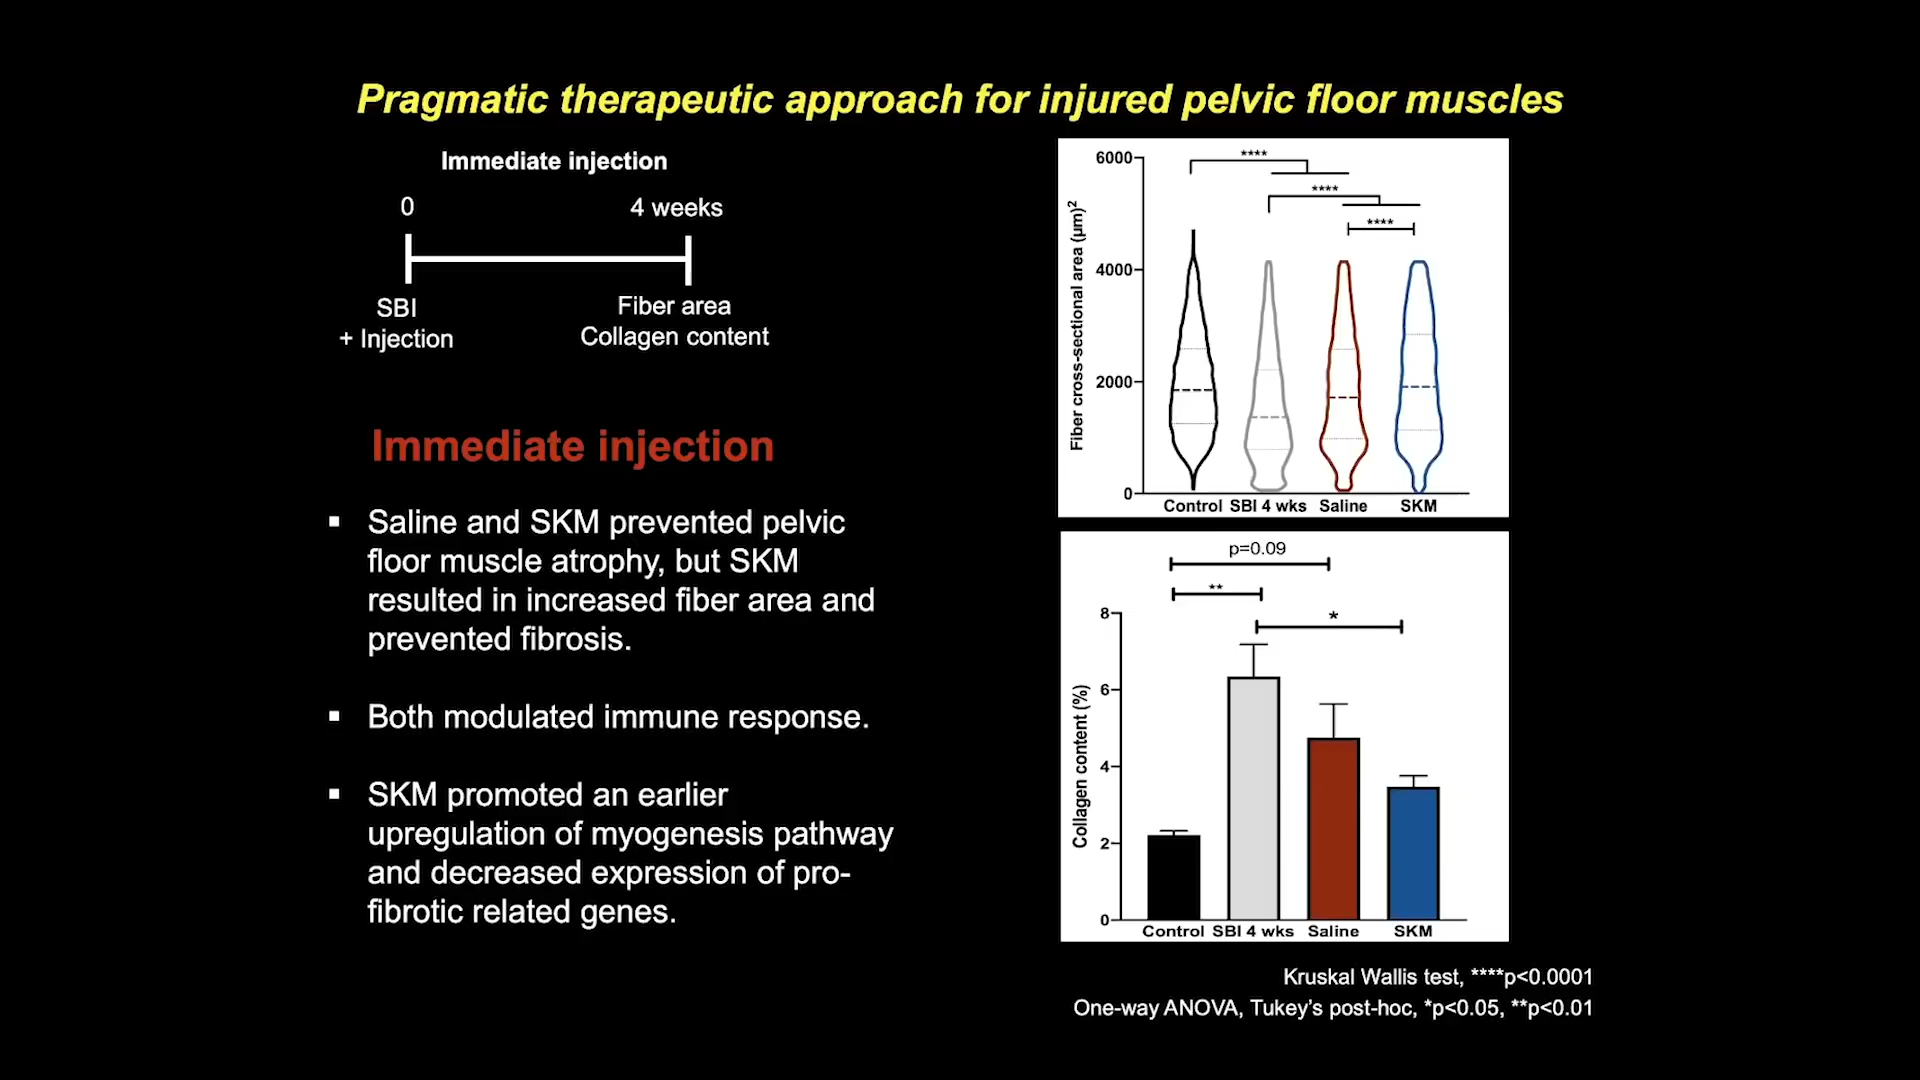 Pragmatic therapeutic approach for injured pelvic floor muscles
Immediate injection
0
4 weeks
SBI
+ Injection
Fiber area
Collagen content
Immediate injection
▪ Saline and SKM prevented pelvic
floor muscle atrophy, but SKM
resulted in increased fiber area and
prevented fibrosis.
▪ Both modulated immune response.
▪ SKM promoted an earlier
upregulation of myogenesis pathway
and decreased expression of pro-
fibrotic related genes.
Fiber cross-sectional area (µm)²
6000
4000
2000
0
****
****
****
Control SBI 4 wks Saline SKM
p=0.09
**
*
Collagen content (%)
8
6
4
2
0
Control SBI 4 wks Saline SKM
Kruskal Wallis test, ****p<0.0001
One-way ANOVA, Tukey's post-hoc, *p<0.05, **p<0.01